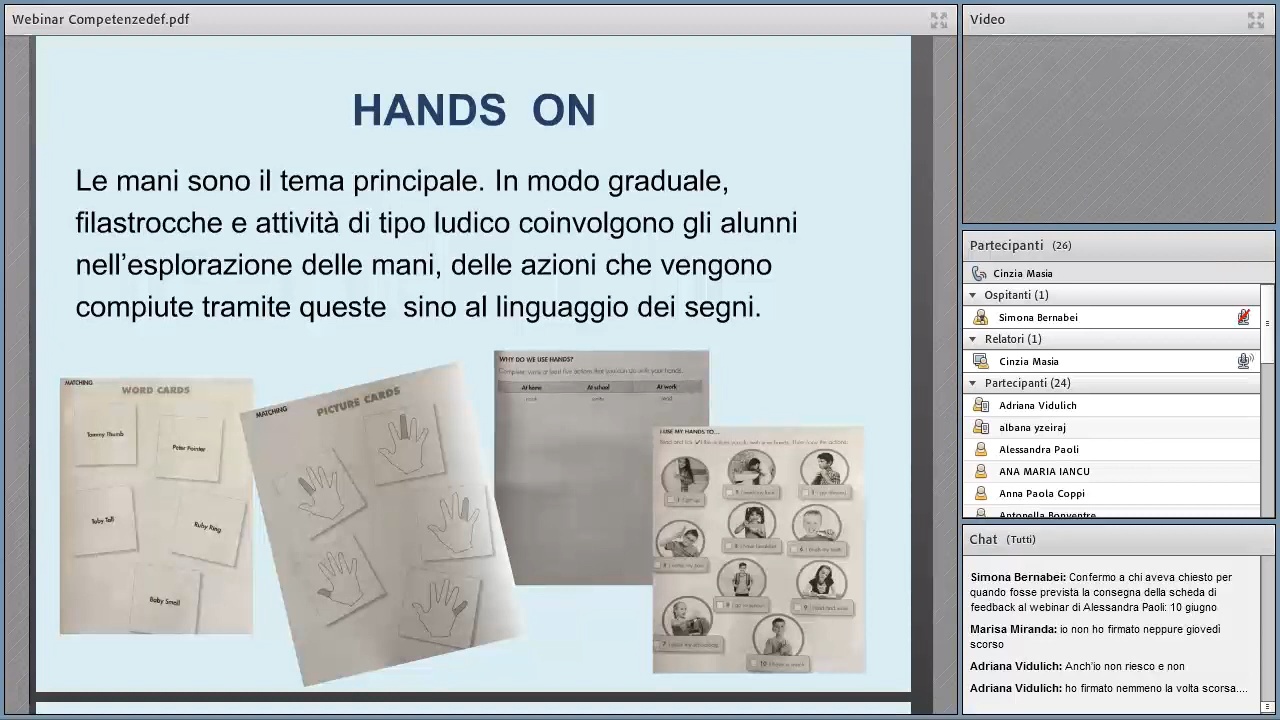 Webinar Competenzedef.pdf
HANDS ON
Le mani sono il tema principale. In modo graduale,
filastrocche e attività di tipo ludico coinvolgono gli alunni
nell'esplorazione delle mani, delle azioni che vengono
compiute tramite queste sino al linguaggio dei segni.
MATCHING
WORD CARDS
Tommy Thumb
Peter Pointer
Toby Tall
Ruby Ring
Baby Small
MATCHING
PICTURE CARDS
WHY DO WE USE HANDS?
At home
At school
At work
I USE MY HANDS TO...
Video
Partecipanti (26)
Cinzia Masia
Ospitanti (1)
Simona Bernabei
Relatori (1)
Cinzia Masia
Partecipanti (24)
Adriana Vidulich
albana yzeiraj
Alessandra Paoli
ANA MARIA IANCU
Anna Paola Coppi
Antonella Bonventre
Chat (Tutti)
Simona Bernabei: Confermo a chi aveva chiesto per
quando fosse prevista la consegna della scheda di
feedback al webinar di Alessandra Paoli: 10 giugno
Marisa Miranda: io non ho firmato neppure giovedì
scorso
Adriana Vidulich: Anch'io non riesco e non
Adriana Vidulich: ho firmato nemmeno la volta scorsa....